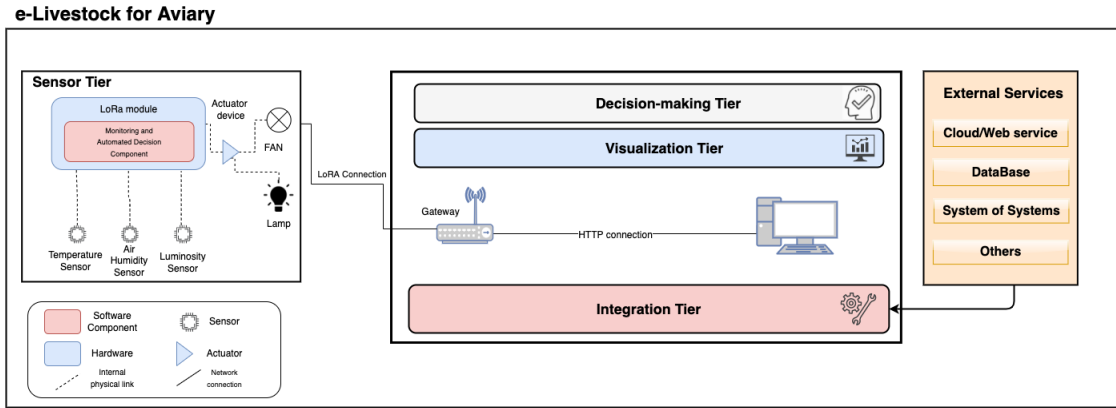 e-Livestock for Aviary
Sensor Tier
LoRa module
Monitoring and
Automated Decision
Component
Actuator
device
FAN
Lamp
Temperature
Sensor
Air
Humidity
Sensor
Luminosity
Sensor
Software
Component
Sensor
Hardware
Actuator
Internal
physical link
Network
connection
LoRA Connection
Decision-making Tier
Visualization Tier
Gateway
HTTP connection
Integration Tier
External Services
Cloud/Web service
DataBase
System of Systems
Others